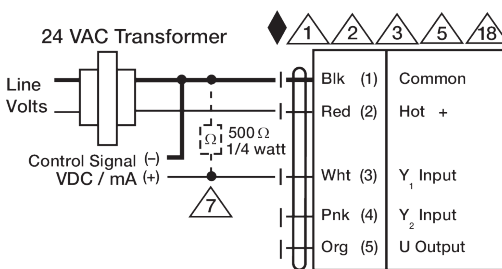 24 VAC Transformer
1 2 3 5 18
Line
Volts
Blk (1) Common
Red (2) Hot +
Ω 500 Ω
1/4 watt
Control Signal (–)
VDC / mA (+)
7
Wht (3) Y1 Input
Pnk (4) Y2 Input
Org (5) U Output